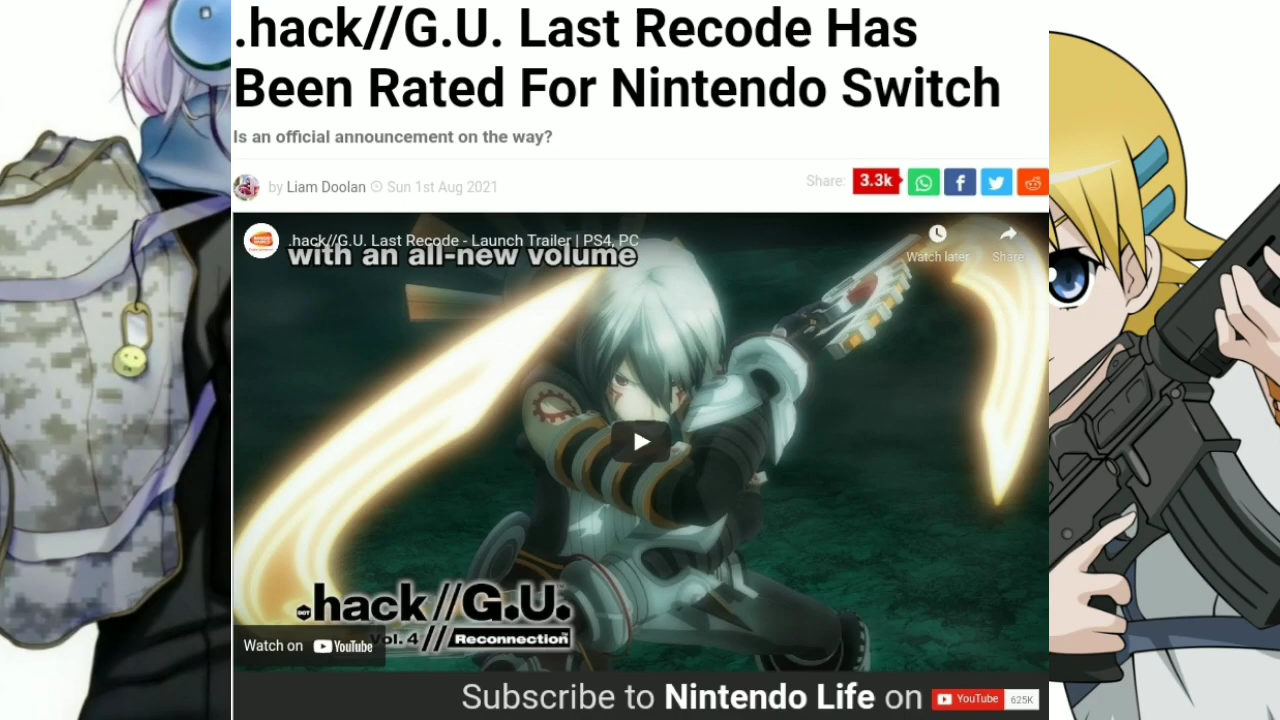 .hack//G.U. Last Recode Has
Been Rated For Nintendo Switch
Is an official announcement on the way?
by Liam Doolan Sun 1st Aug 2021
Share: 3.3k
.hack//G.U. Last Recode - Launch Trailer | PS4, PC
with an all-new volume
Watch later
Share
.hack//G.U.
Vol. 4 // Reconnection
Watch on YouTube
Subscribe to Nintendo Life on YouTube 625K